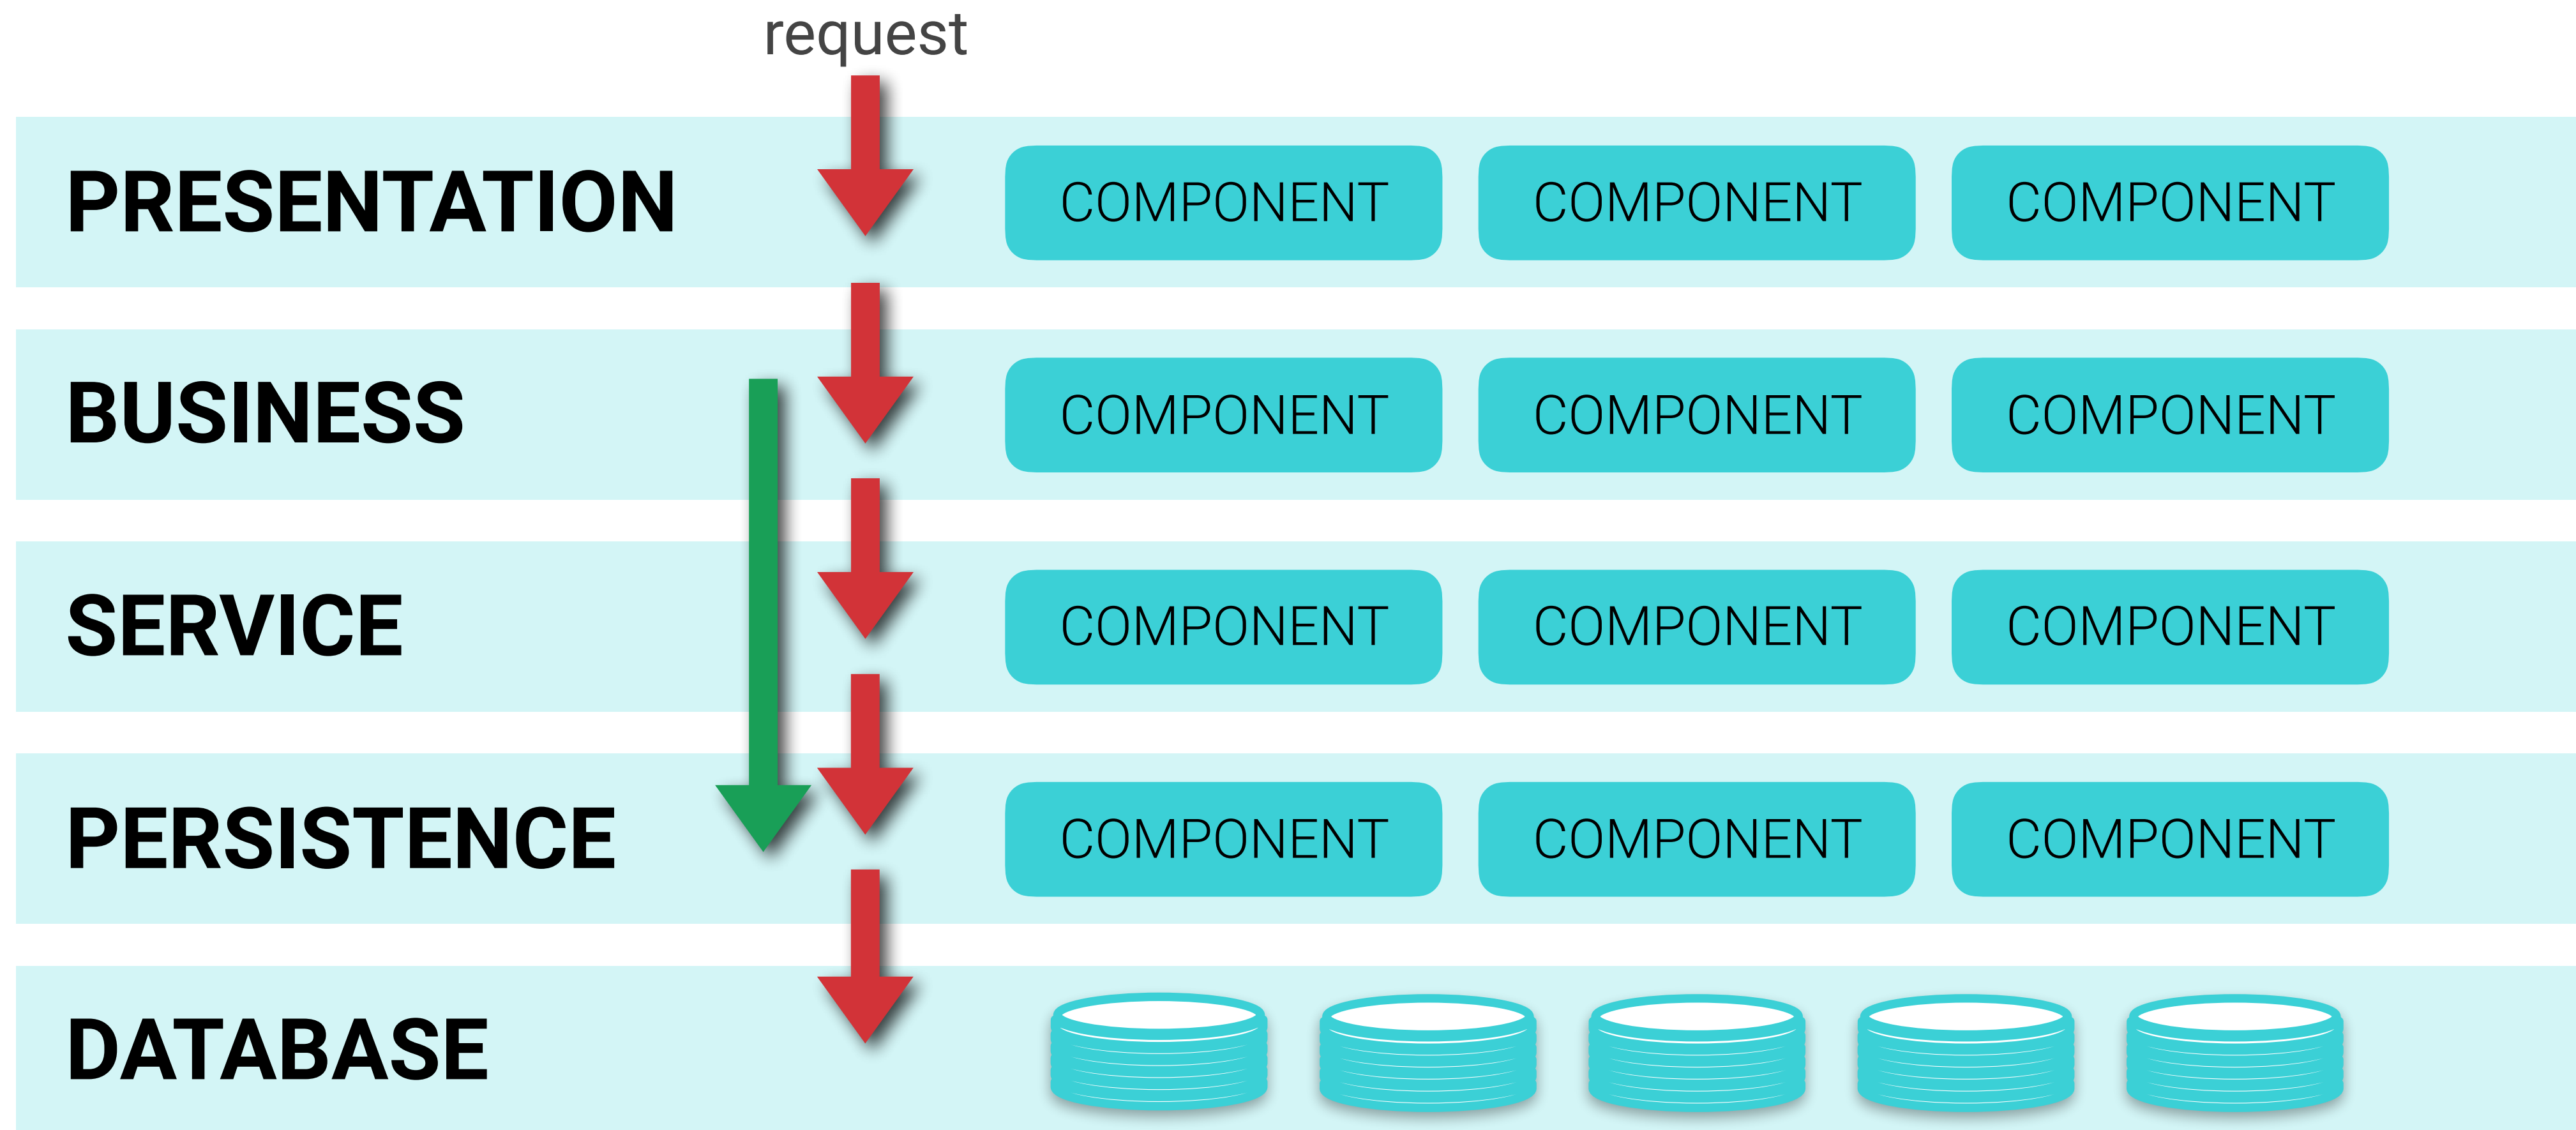 request
PRESENTATION COMPONENT COMPONENT COMPONENT
BUSINESS COMPONENT COMPONENT COMPONENT
SERVICE COMPONENT COMPONENT COMPONENT
PERSISTENCE COMPONENT COMPONENT COMPONENT
DATABASE